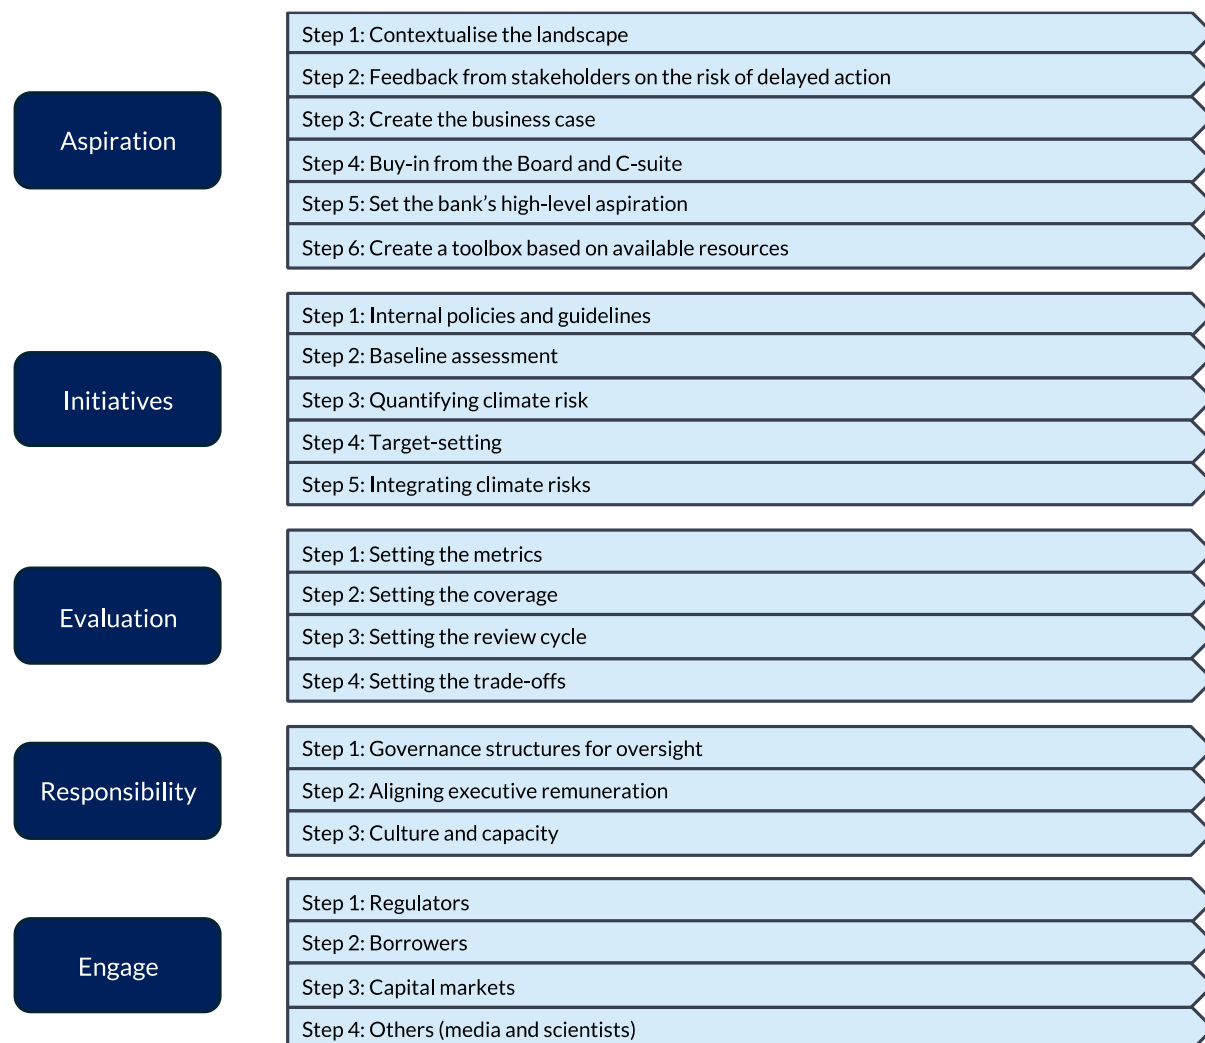 Aspiration
Step 1: Contextualise the landscape
Step 2: Feedback from stakeholders on the risk of delayed action
Step 3: Create the business case
Step 4: Buy-in from the Board and C-suite
Step 5: Set the bank’s high-level aspiration
Step 6: Create a toolbox based on available resources
Initiatives
Step 1: Internal policies and guidelines
Step 2: Baseline assessment
Step 3: Quantifying climate risk
Step 4: Target-setting
Step 5: Integrating climate risks
Evaluation
Step 1: Setting the metrics
Step 2: Setting the coverage
Step 3: Setting the review cycle
Step 4: Setting the trade-offs
Responsibility
Step 1: Governance structures for oversight
Step 2: Aligning executive remuneration
Step 3: Culture and capacity
Engage
Step 1: Regulators
Step 2: Borrowers
Step 3: Capital markets
Step 4: Others (media and scientists)